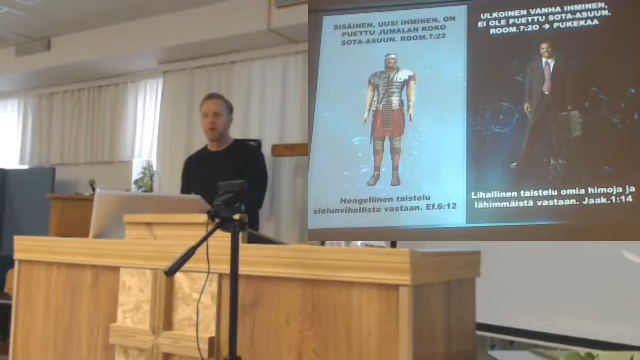 SISÄINEN, UUSI IHMINEN, ON
PUETTU JUMALAN KOKO
SOTA-ASUUN. ROOM.7:22
Hengellinen taistelu
sielunvihollista vastaan. Ef.6:12
ULKOINEN VANHA IHMINEN,
EI OLE PUETTU SOTA-ASUUN.
ROOM.7:20 → PUKEKAA
Lihallinen taistelu omia himoja ja
lähimmäistä vastaan. Jaak.1:14